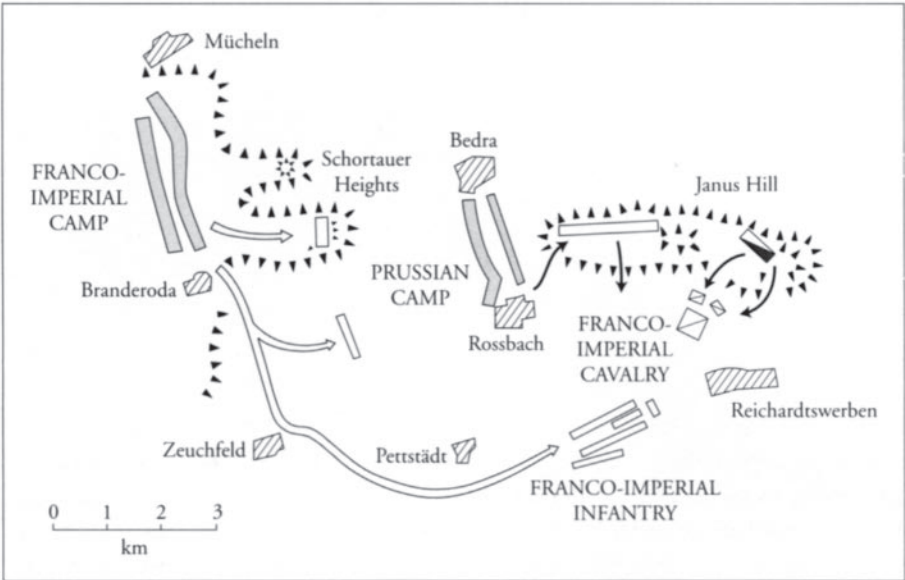 Mücheln
FRANCO-
IMPERIAL
CAMP
Schortauer
Heights
Bedra
Janus Hill
Branderoda
PRUSSIAN
CAMP
Rossbach
FRANCO-
IMPERIAL
CAVALRY
Reichardtswerben
Zeuchfeld
Pettstädt
FRANCO-IMPERIAL
INFANTRY
0 1 2 3
km